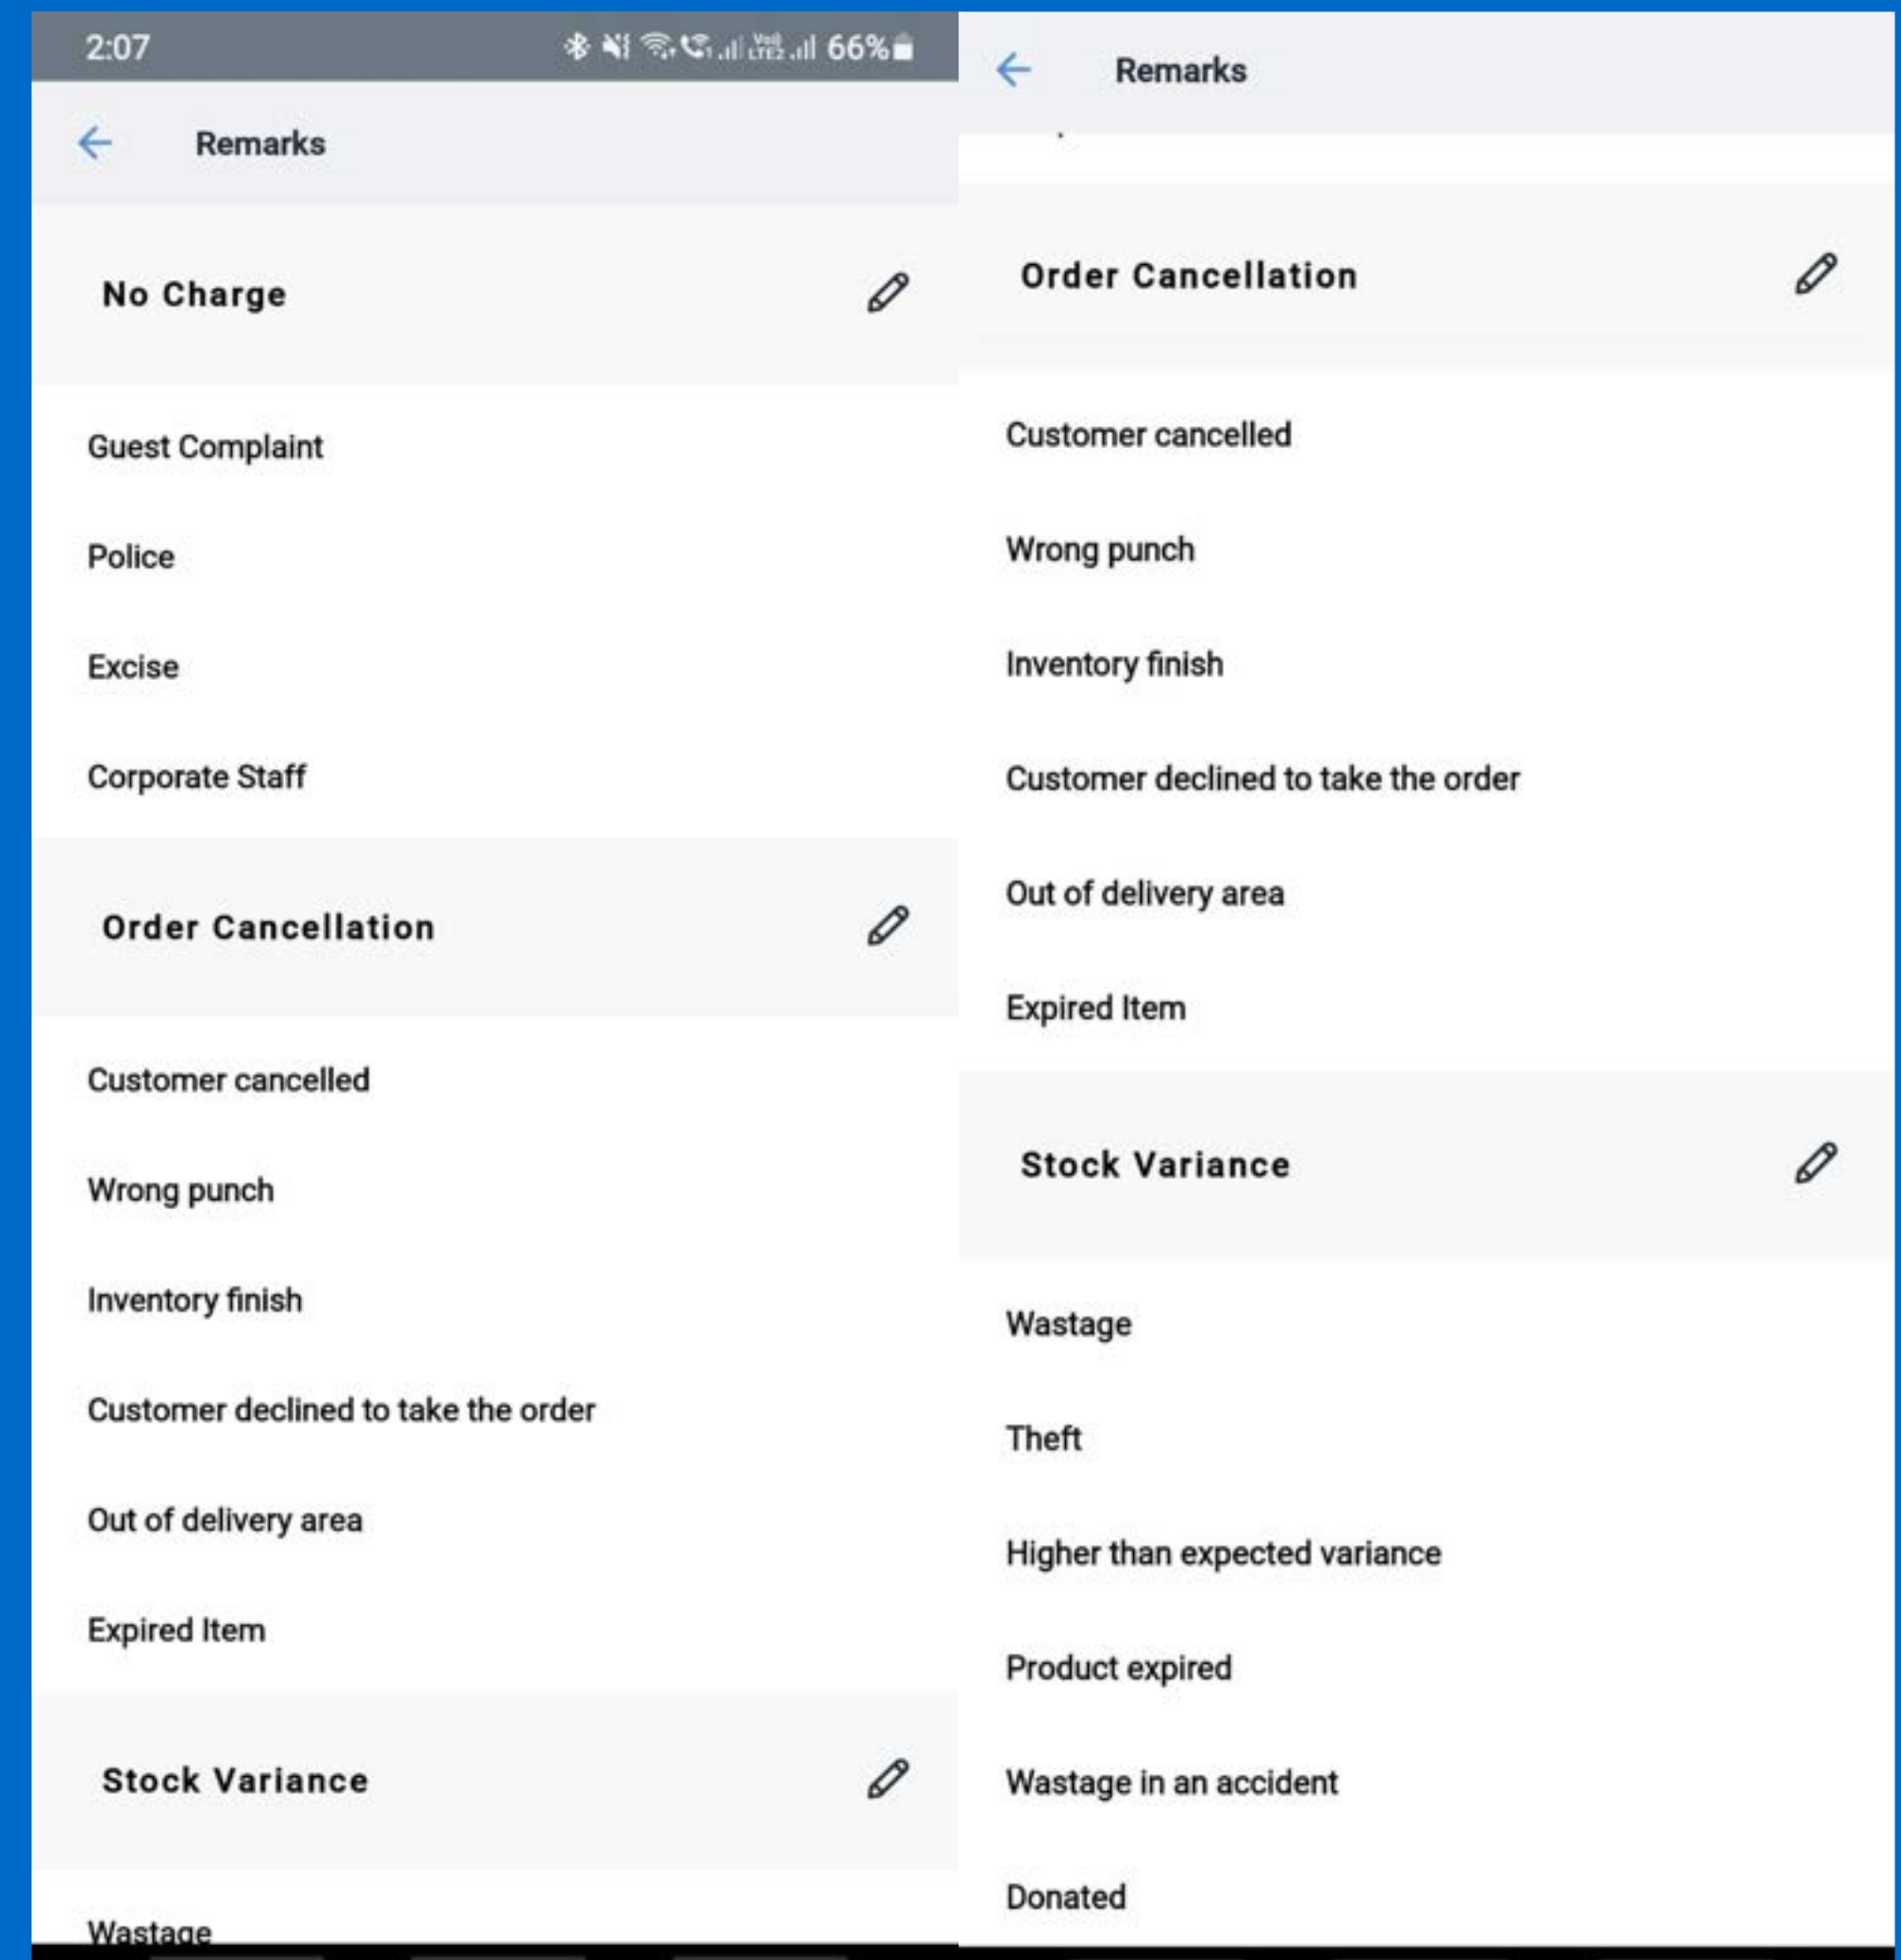 2:07
Vo)) LTE2 66%
Remarks
No Charge
Guest Complaint
Police
Excise
Corporate Staff
Order Cancellation
Customer cancelled
Wrong punch
Inventory finish
Customer declined to take the order
Out of delivery area
Expired Item
Stock Variance
Wastage
Remarks
Order Cancellation
Customer cancelled
Wrong punch
Inventory finish
Customer declined to take the order
Out of delivery area
Expired Item
Stock Variance
Wastage
Theft
Higher than expected variance
Product expired
Wastage in an accident
Donated